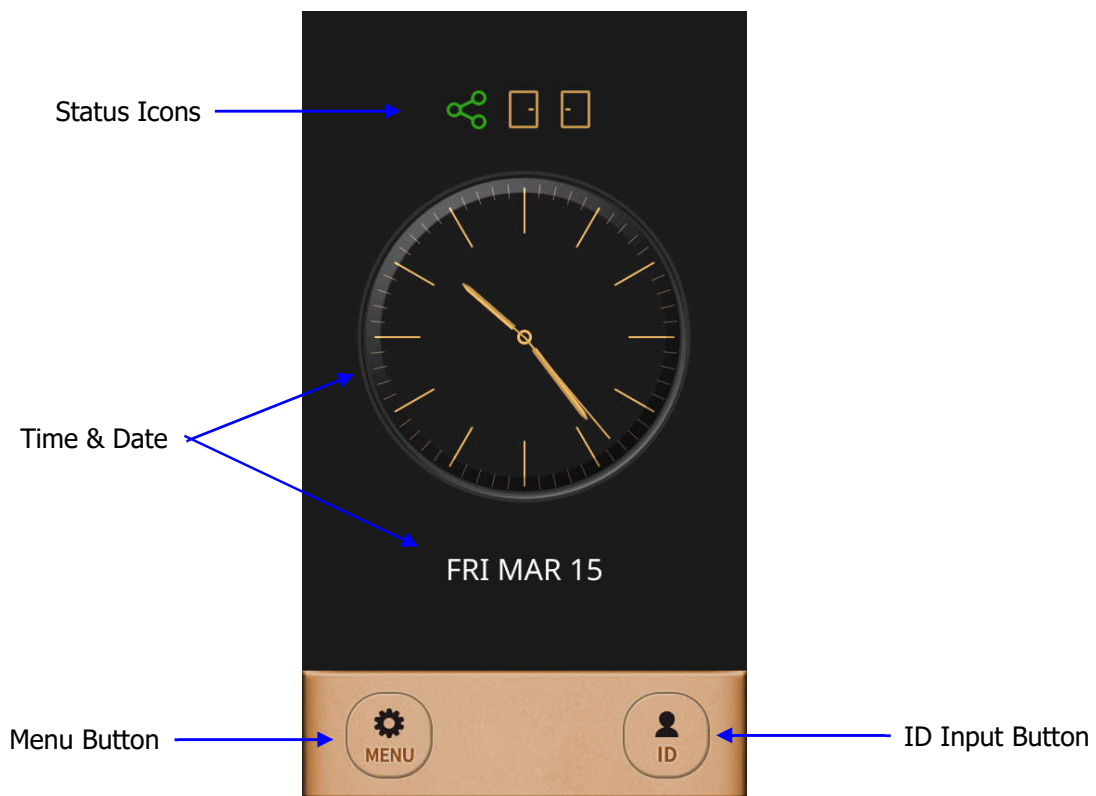 Status Icons
Time & Date
FRI MAR 15
Menu Button
MENU
ID
ID Input Button